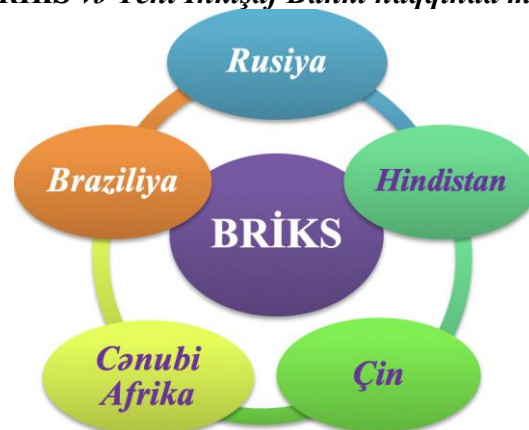 və Yeni İnkişaf Bankı haqqında
Rusiya
Braziliya
Hindistan
BRİKS
Cənubi
Afrika
Çin